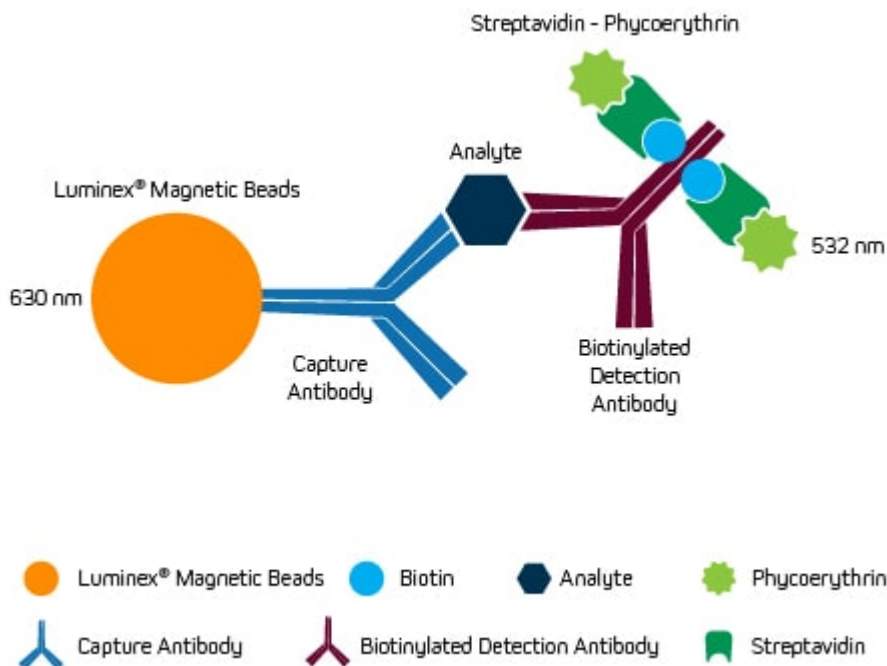 Streptavidin - Phycoerythrin
Analyte
Luminex® Magnetic Beads
630 nm
532 nm
Capture
Antibody
Biotinylated
Detection
Antibody
Luminex® Magnetic Beads
Biotin
Analyte
Phycoerythrin
Capture Antibody
Biotinylated Detection Antibody
Streptavidin